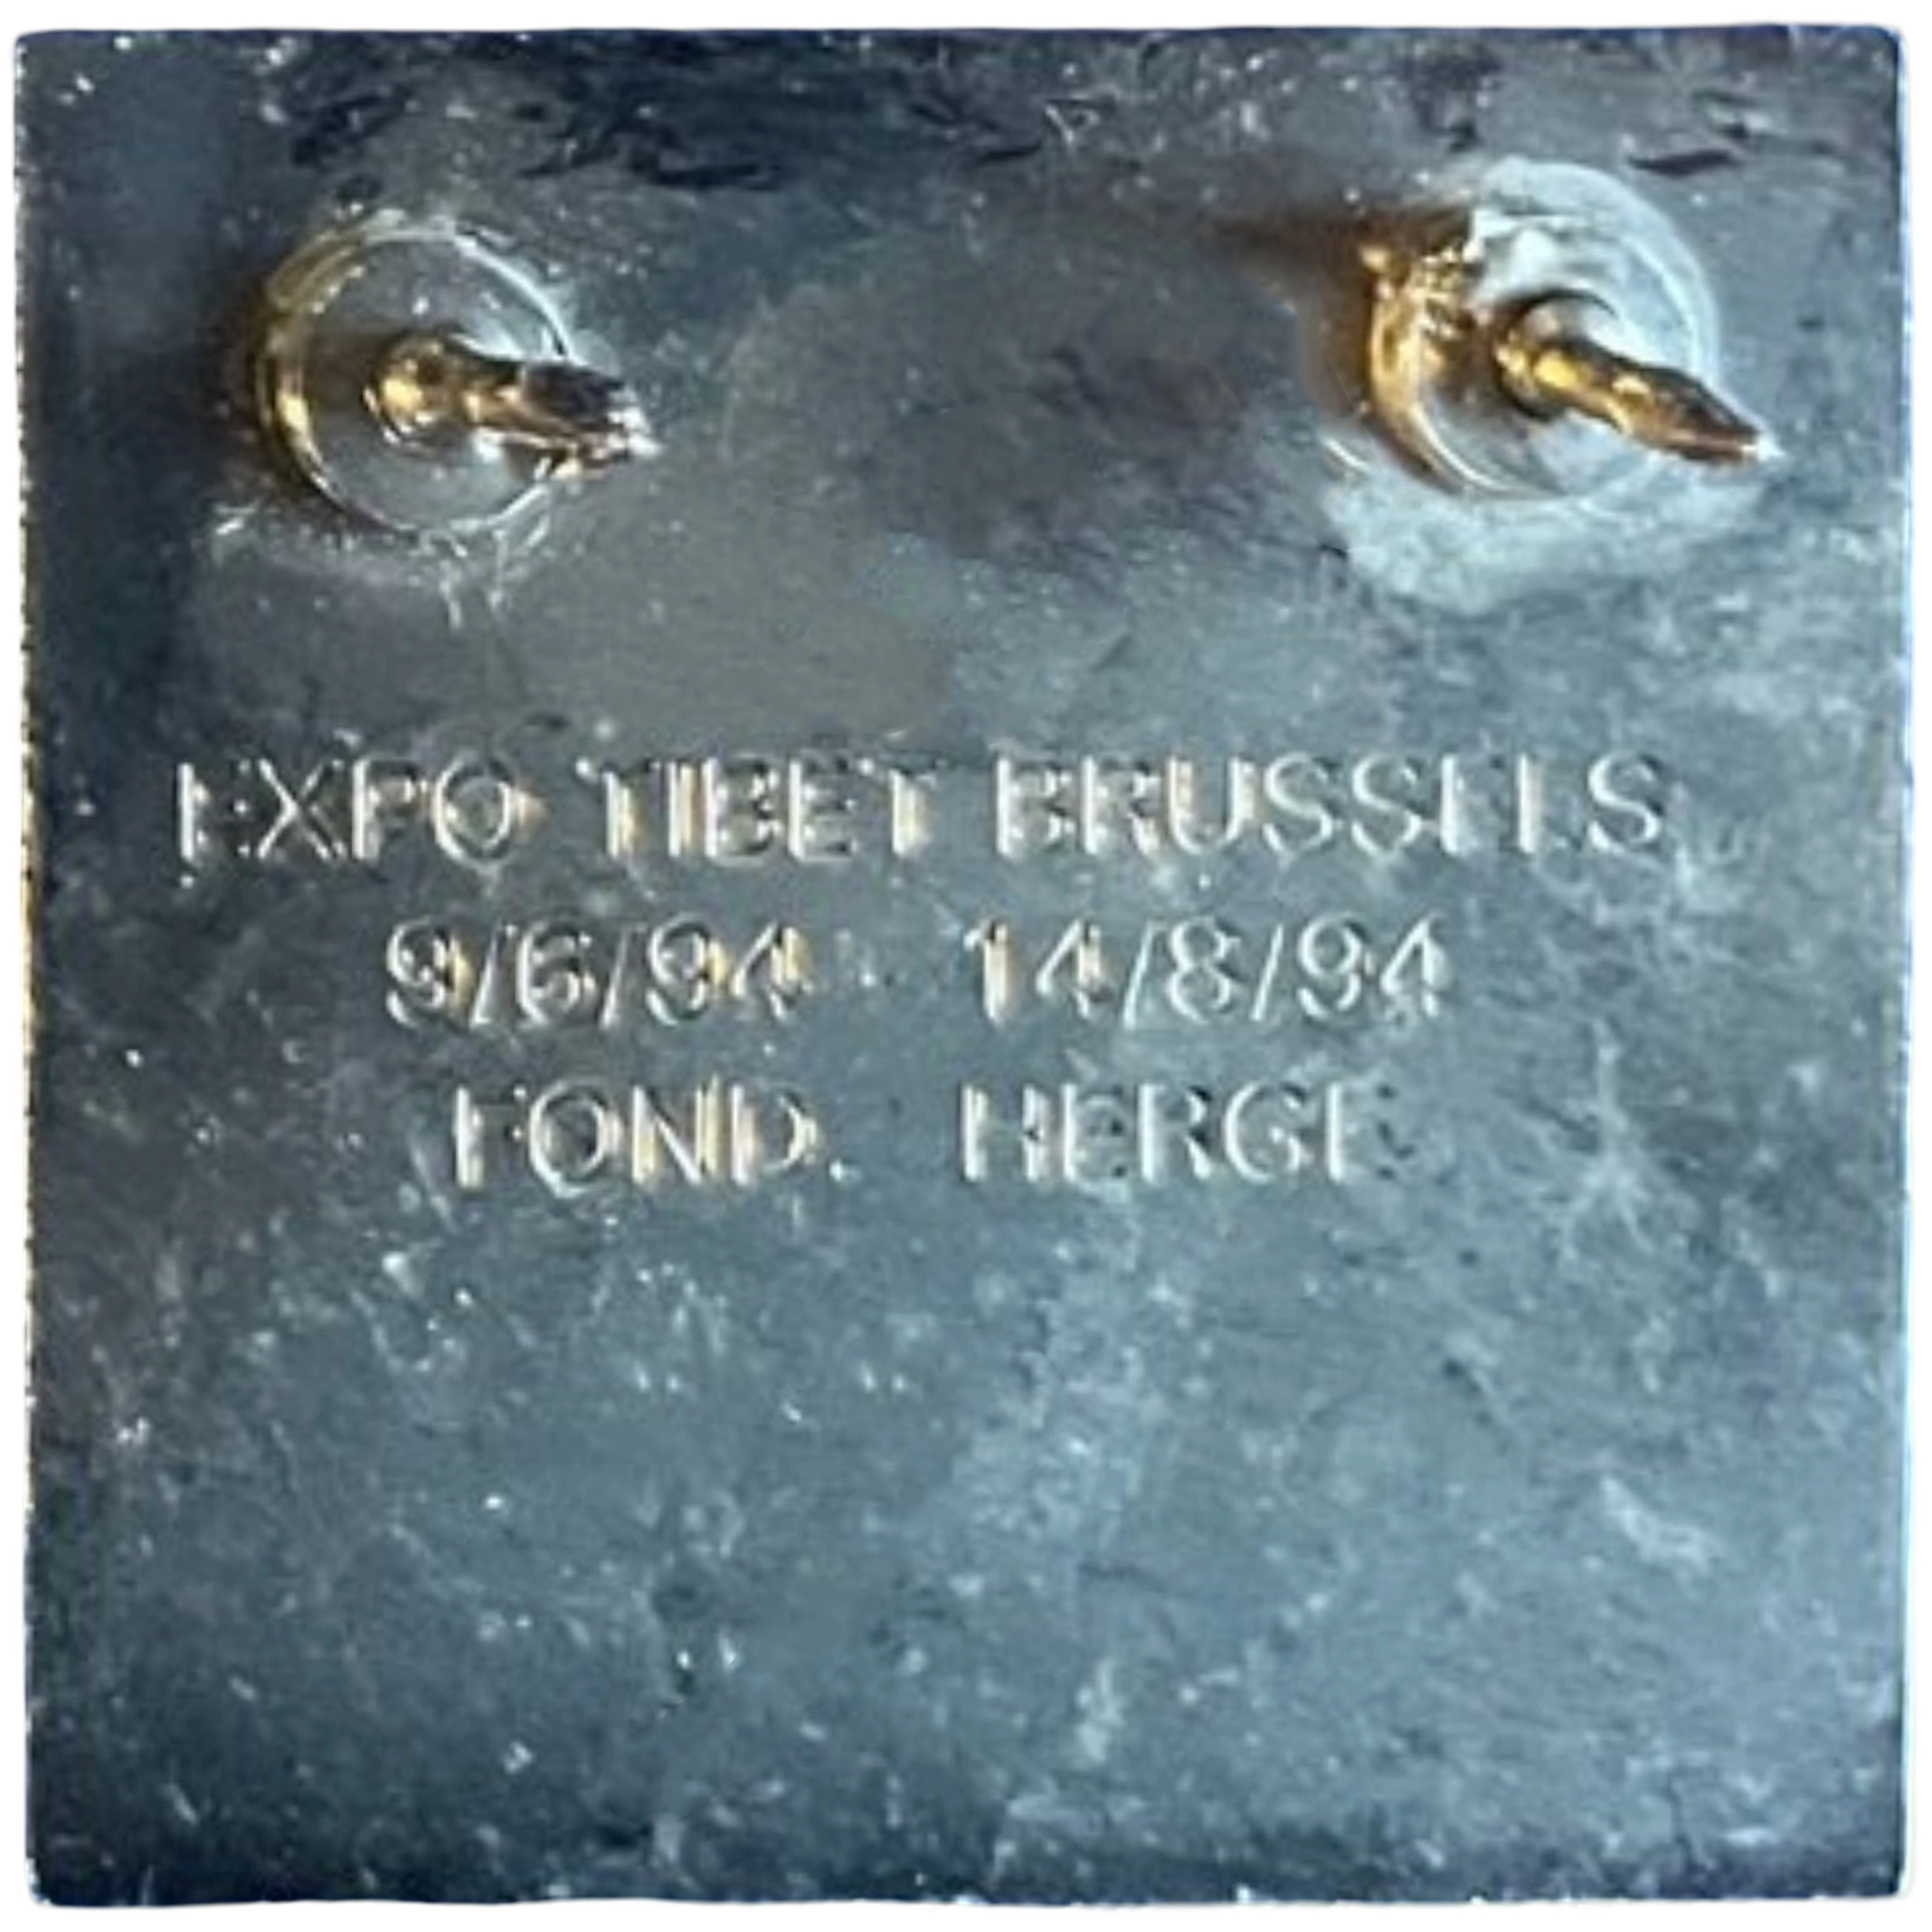 EXPO TIBET BRUSSELS
9/6/94 - 14/8/94
FOND. HERGE